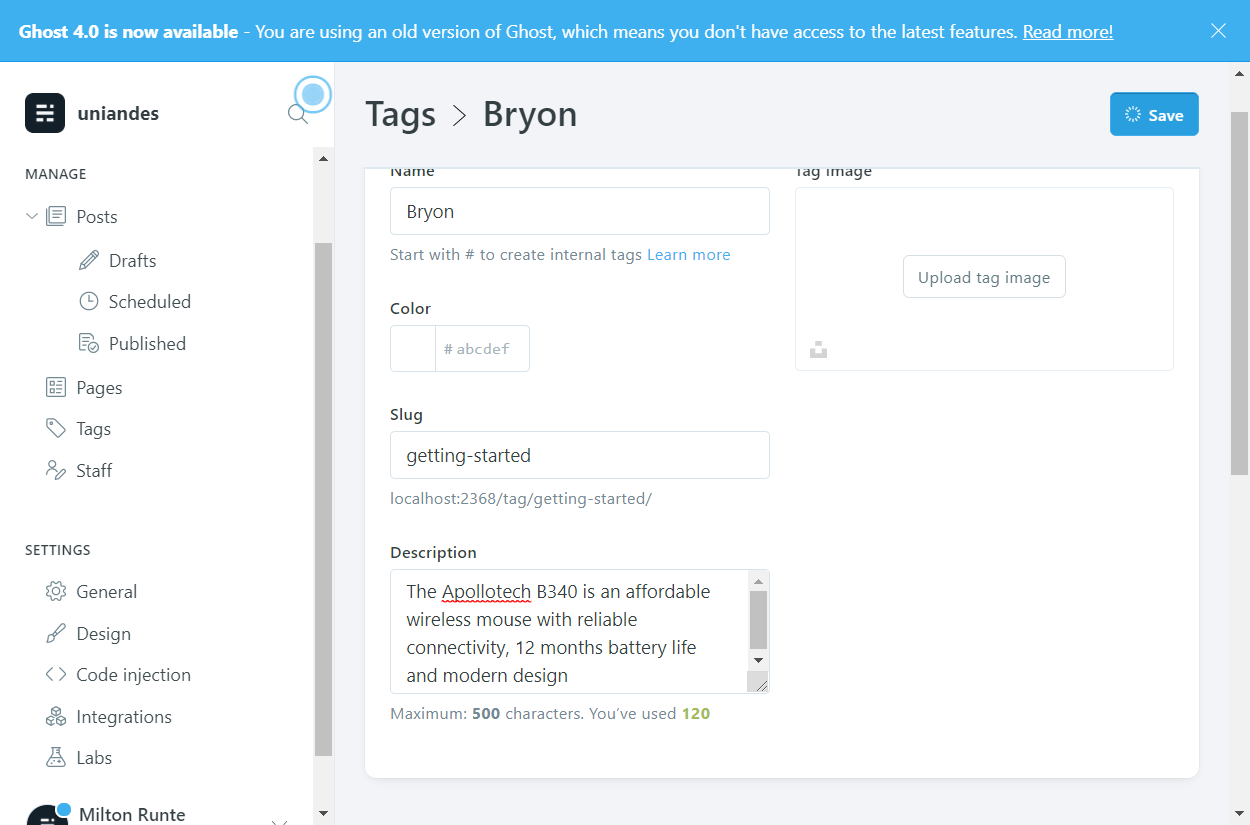 Ghost 4.0 is now available - You are using an old version of Ghost, which means you don't have access to the latest features. Read more!
uniandes
MANAGE
Posts
Drafts
Scheduled
Published
Pages
Tags
Staff
SETTINGS
General
Design
Code injection
Integrations
Labs
Milton Runte
Tags > Bryon
Save
Name
Bryon
Start with # to create internal tags Learn more
Color
# abcdef
Slug
getting-started
localhost:2368/tag/getting-started/
Description
The Apollotech B340 is an affordable
wireless mouse with reliable
connectivity, 12 months battery life
and modern design
Maximum: 500 characters. You’ve used 120
Tag image
Upload tag image